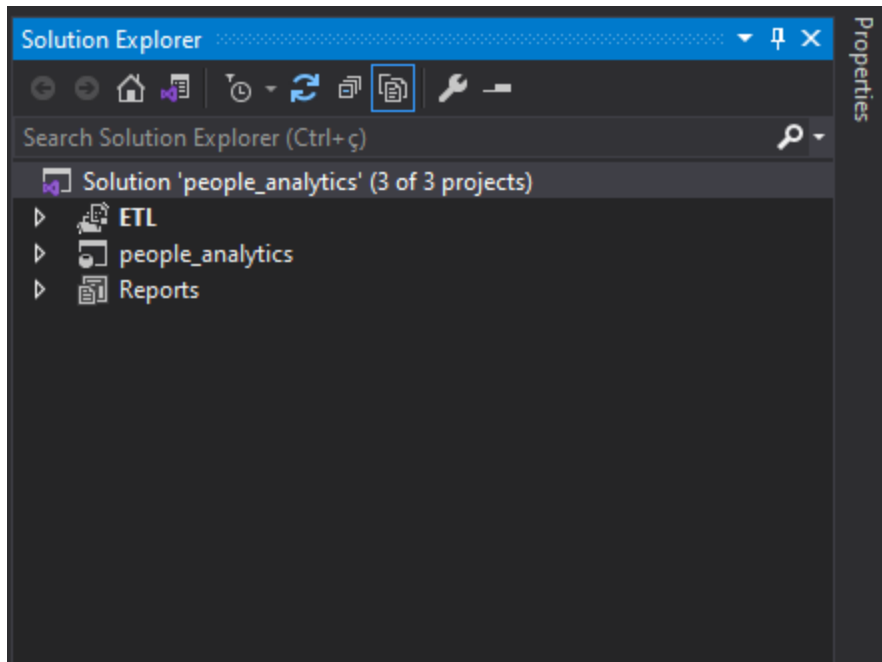 Solution Explorer
Properties
Search Solution Explorer (Ctrl+ç)
Solution 'people_analytics' (3 of 3 projects)
ETL
people_analytics
Reports